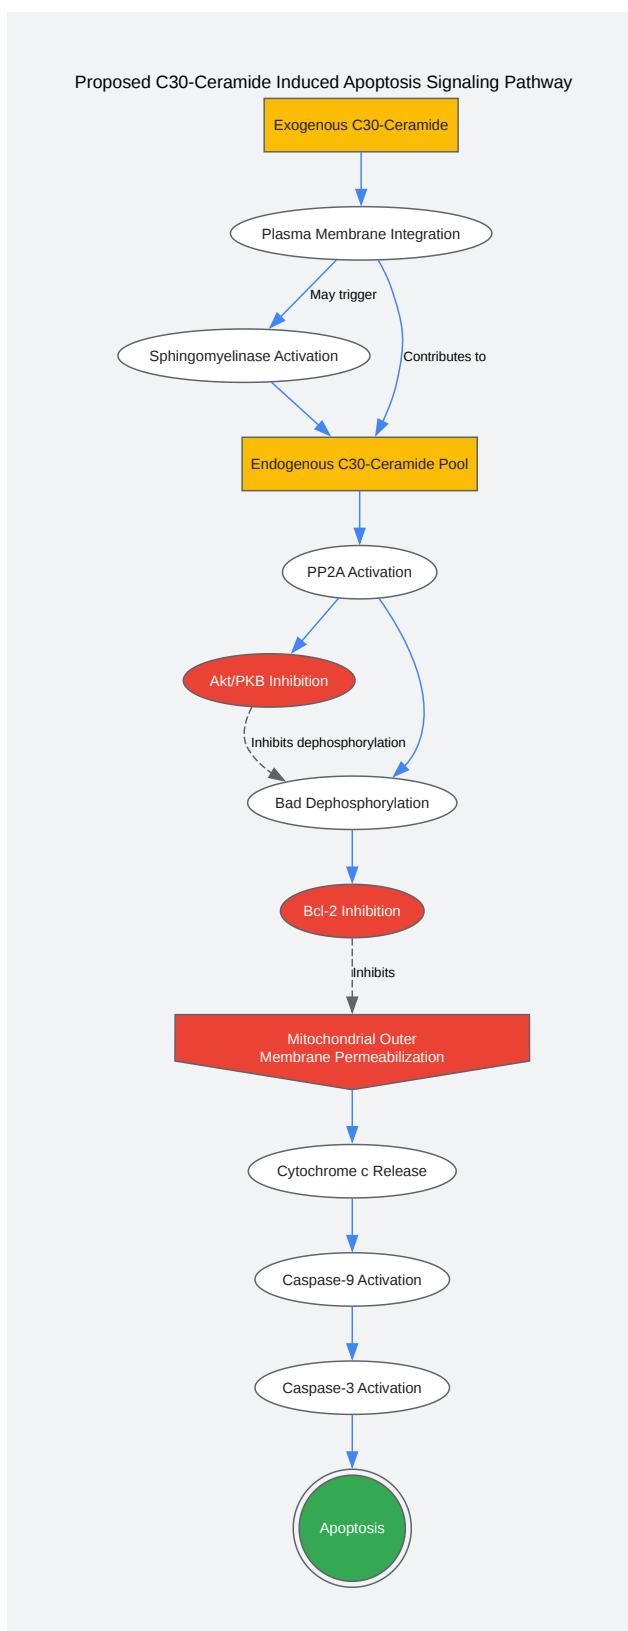 Proposed C30-Ceramide Induced Apoptosis Signaling Pathway
Exogenous C30-Ceramide
Plasma Membrane Integration
May trigger
Sphingomyelinase Activation
Contributes to
Endogenous C30-Ceramide Pool
PP2A Activation
Akt/PKB Inhibition
Inhibits dephosphorylation
Bad Dephosphorylation
Bcl-2 Inhibition
Inhibits
Mitochondrial Outer
Membrane Permeabilization
Cytochrome c Release
Caspase-9 Activation
Caspase-3 Activation
Apoptosis